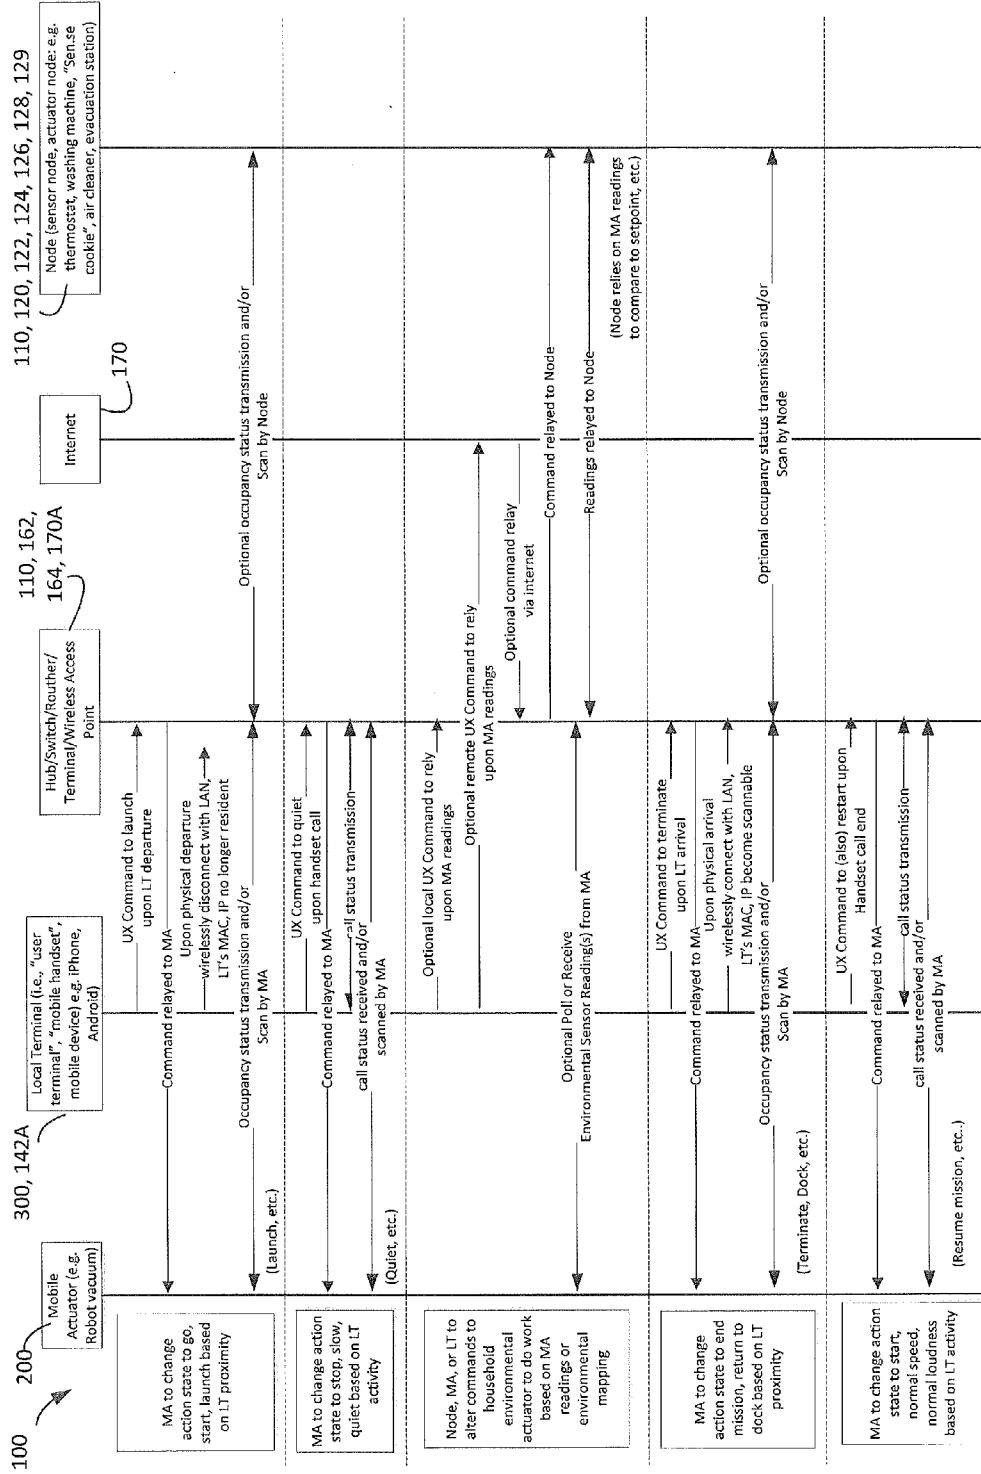 100
200
Mobile
Actuator (e.g.
Robot vacuum)
300, 142A
Local Terminal (i.e., "user
terminal", "mobile handset",
mobile device) e.g. iPhone,
Android)
110, 162,
164, 170A
Hub/Switch/Routher/
Terminal/Wireless Access
Point
Internet
170
110, 120, 122, 124, 126, 128, 129
Node (sensor node, actuator node: e.g.
thermostat, washing machine, "Sen.se
cookie", air cleaner, evacuation station)
MA to change
action state to go,
start, launch based
on LT proximity
UX Command to launch
upon LT departure
Command relayed to MA
Upon physical departure
wirelessly disconnect with LAN,
LT's MAC, IP no longer resident
Occupancy status transmission and/or
Scan by MA
Optional occupancy status transmission and/or
Scan by Node
(Launch, etc.)
MA to change action
state to stop, slow,
quiet based on LT
activity
UX Command to quiet
upon handset call
Command relayed to MA
call status transmission
call status received and/or
scanned by MA
(Quiet, etc.)
Node, MA, or LT to
alter commands to
household
environmental
actuator to do work
based on MA
readings or
environmental
mapping
Optional local UX Command to rely
upon MA readings
Optional remote UX Command to rely
upon MA readings
Optional command relay
via internet
Command relayed to Node
Optional Poll or Receive
Environmental Sensor Reading(s) from MA
Readings relayed to Node
(Node relies on MA readings
to compare to setpoint, etc.)
MA to change
action state to end
mission, return to
dock based on LT
proximity
UX Command to terminate
upon LT arrival
Command relayed to MA
Upon physical arrival
wirelessly connect with LAN,
LT's MAC, IP become scannable
Occupancy status transmission and/or
Scan by MA
Optional occupancy status transmission and/or
Scan by Node
(Terminate, Dock, etc.)
MA to change action
state to start,
normal speed,
normal loudness
based on LT activity
UX Command to (also) restart upon
Handset call end
Command relayed to MA
call status transmission
call status received and/or
scanned by MA
(Resume mission, etc..)